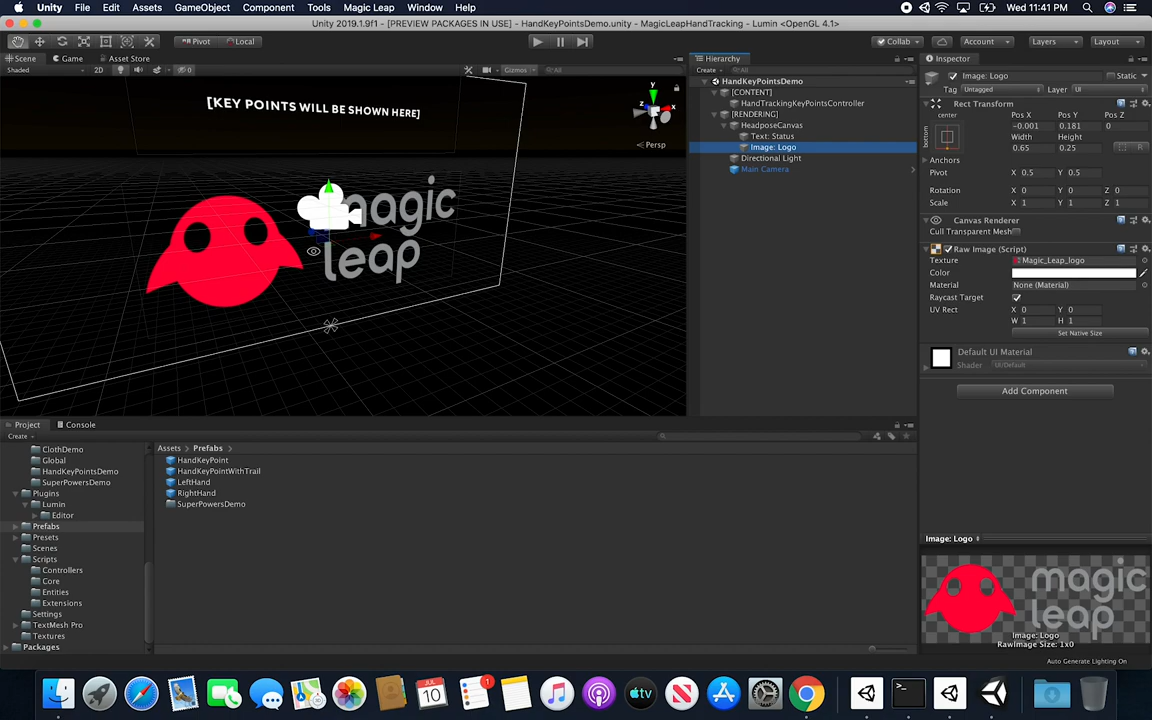 Unity File Edit Assets GameObject Component Tools Magic Leap Window Help Wed 11:41 PM
Unity 2019.1.9f1 - [PREVIEW PACKAGES IN USE] - HandKeyPointsDemo.unity - MagicLeapHandTracking - Lumin <OpenGL 4.1>
Pivot Local Collab Account Layers Layout
Scene Game Asset Store Hierarchy Inspector
Shaded 2D 0 Gizmos All Create All
HandKeyPointsDemo
[CONTENT]
HandTrackingKeyPointsController
[RENDERING]
HeadposeCanvas
Text: Status
Image: Logo
Directional Light
Main Camera
[KEY POINTS WILL BE SHOWN HERE]
y
z x
Persp
magic
leap
Image: Logo Static
Tag Untagged Layer UI
Rect Transform
center Pos X Pos Y Pos Z
bottom -0.001 0.181 0
Width Height
0.65 0.25 R
Anchors
Pivot X 0.5 Y 0.5
Rotation X 0 Y 0 Z 0
Scale X 1 Y 1 Z 1
Canvas Renderer
Cull Transparent Mesh
Raw Image (Script)
Texture Magic_Leap_logo
Color
Material None (Material)
Raycast Target
UV Rect X 0 Y 0
W 1 H 1
Set Native Size
Default UI Material
Shader UI/Default
Add Component
Image: Logo
magic
leap
Image: Logo
RawImage Size: 1x0
Auto Generate Lighting On
Project Console
Create
ClothDemo
Global
HandKeyPointsDemo
SuperPowersDemo
Plugins
Lumin
Editor
Prefabs
Presets
Scenes
Scripts
Controllers
Core
Entities
Extensions
Settings
TextMesh Pro
Textures
Packages
Assets Prefabs
HandKeyPoint
HandKeyPointWithTrail
LeftHand
RightHand
SuperPowersDemo
JUL
10
1
tv